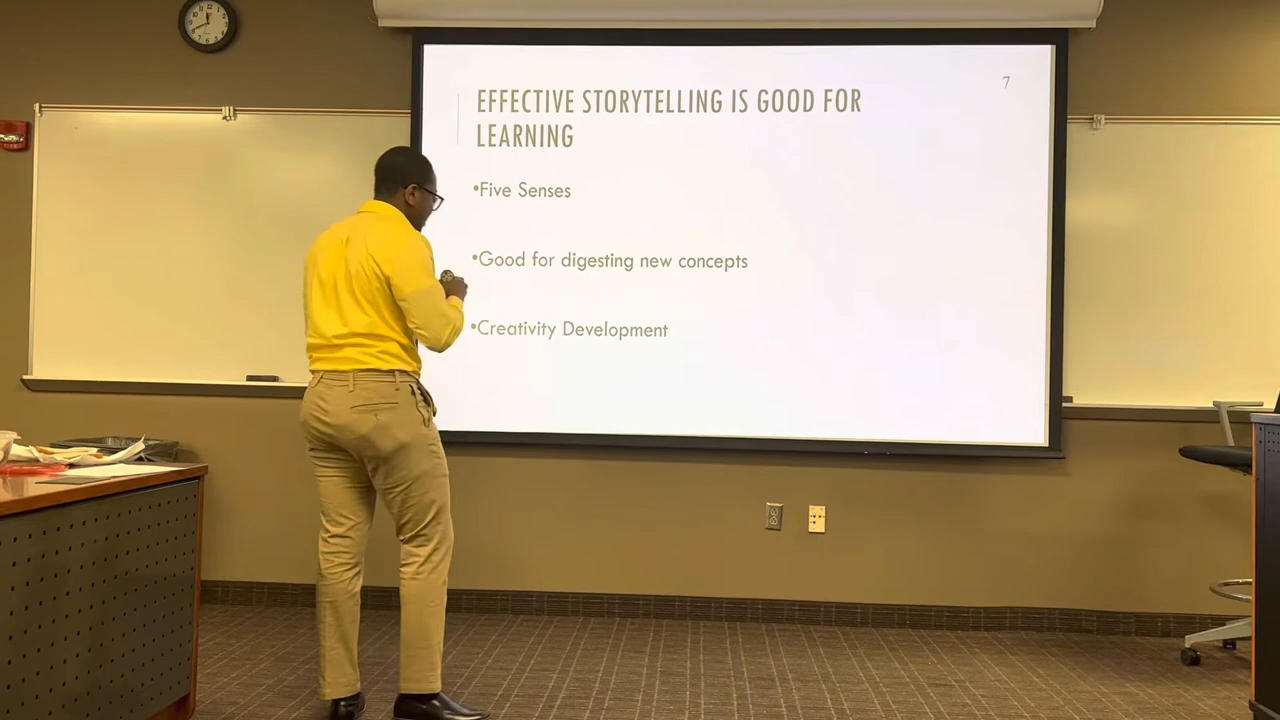 7
EFFECTIVE STORYTELLING IS GOOD FOR
LEARNING
•Five Senses
•Good for digesting new concepts
•Creativity Development